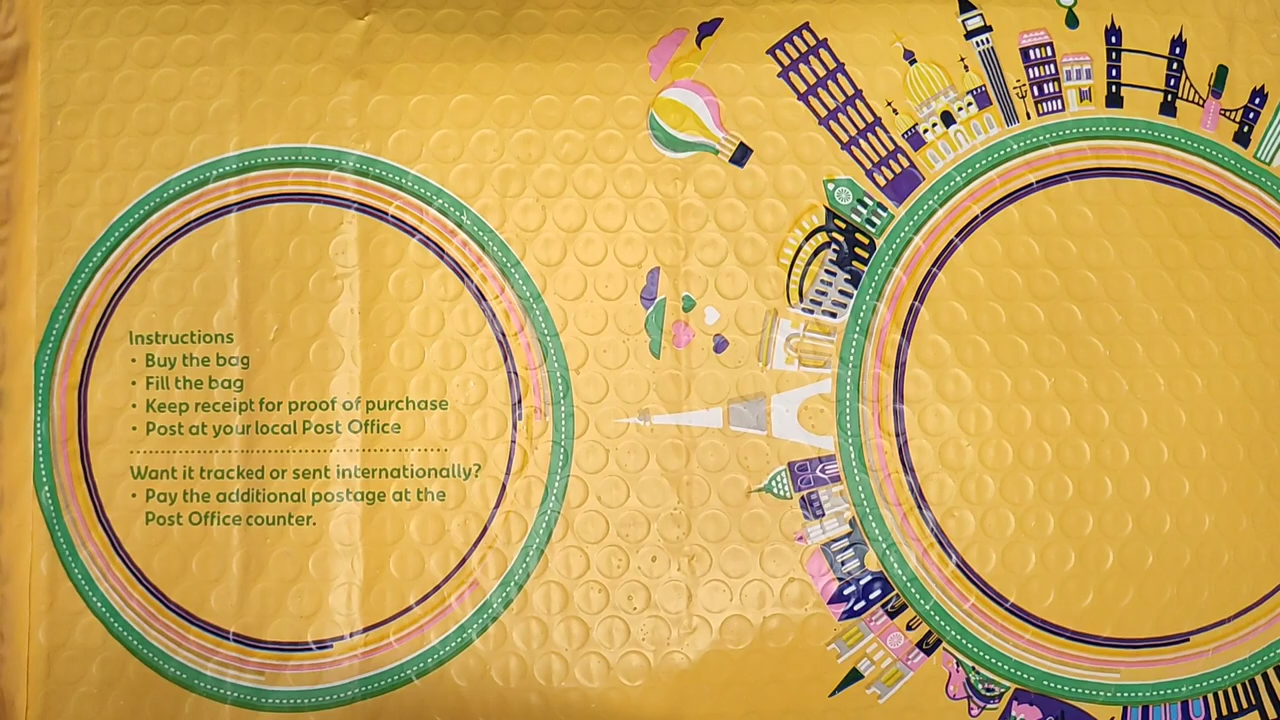 Instructions
• Buy the bag
• Fill the bag
• Keep receipt for proof of purchase
• Post at your local Post Office
Want it tracked or sent internationally?
• Pay the additional postage at the
Post Office counter.